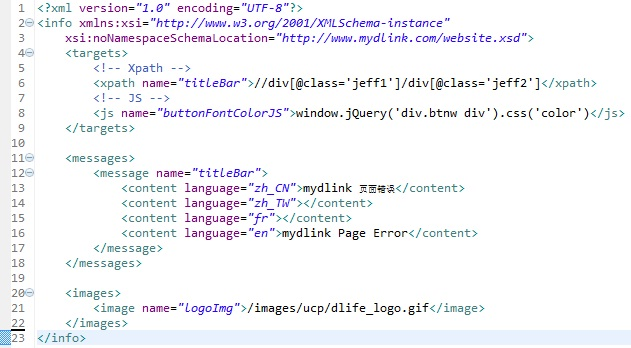 1 <?xml version="1.0" encoding="UTF-8"?>
2 <info xmlns:xsi="http://www.w3.org/2001/XMLSchema-instance"
3     xsi:noNamespaceSchemaLocation="http://www.mydlink.com/website.xsd">
4     <targets>
5         <!-- Xpath -->
6         <xpath name="titleBar">//div[@class='jeff1']/div[@class='jeff2']</xpath>
7         <!-- JS -->
8         <js name="buttonFontColorJS">window.jQuery('div.btnw div').css('color')</js>
9     </targets>
10
11     <messages>
12         <message name="titleBar">
13             <content language="zh_CN">mydlink 页面错误</content>
14             <content language="zh_TW"></content>
15             <content language="fr"></content>
16             <content language="en">mydlink Page Error</content>
17         </message>
18     </messages>
19
20     <images>
21         <image name="logoImg">/images/ucp/dlife_logo.gif</image>
22     </images>
23 </info>